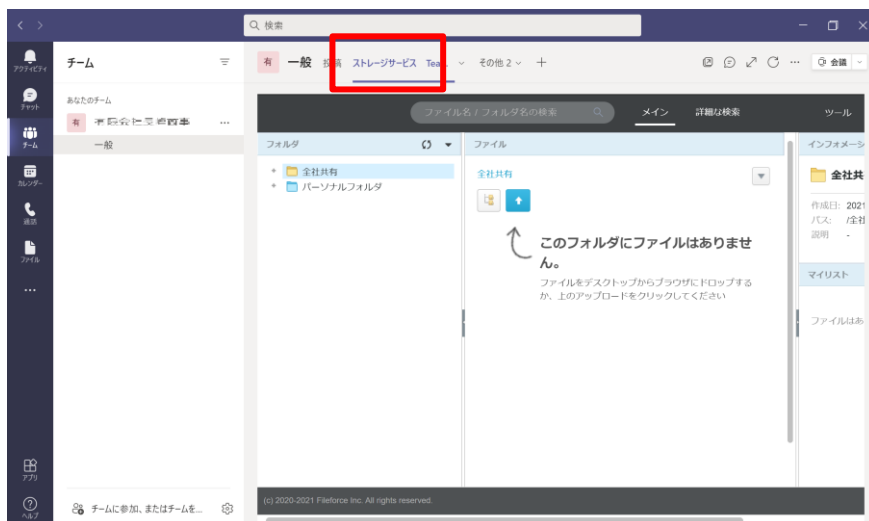 検索
アクティビティ
チャット
チーム
カレンダー
通話
ファイル
アプリ
ヘルプ
チーム
あなたのチーム
有
一般
チームに参加、またはチームを...
有 一般 投稿 ストレージサービス Tea... その他 2 +
会議
ファイル名 / フォルダ名の検索 メイン 詳細な検索 ツール
フォルダ
全社共有
パーソナルフォルダ
ファイル
全社共有
このフォルダにファイルはありませ
ん。
ファイルをデスクトップからブラウザにドロップする
か、上のアップロードをクリックしてください
インフォメーシ
全社共
作成日: 2021
パス: /全社
説明 -
マイリスト
ファイルはあ
(c) 2020-2021 Fileforce Inc. All rights reserved.